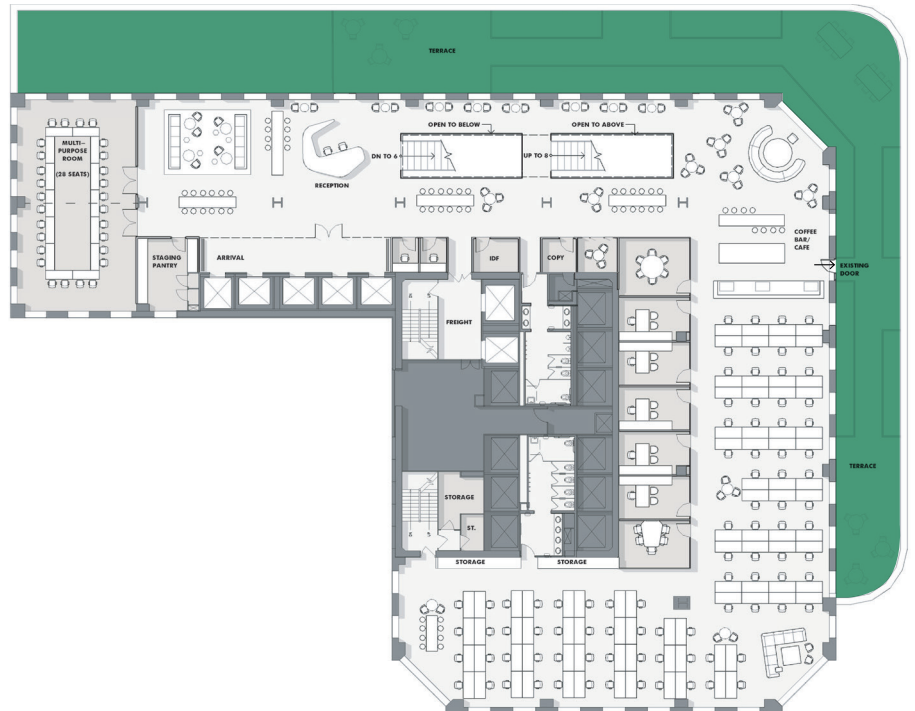 TERRACE
MULTI–
PURPOSE
ROOM
(28 SEATS)
OPEN TO BELOW
OPEN TO ABOVE
DN TO 6
UP TO 8
RECEPTION
COFFEE
BAR/
CAFE
STAGING
PANTRY
ARRIVAL
IDF
COPY
EXISTING
DOOR
FREIGHT
TERRACE
STORAGE
ST.
STORAGE
STORAGE